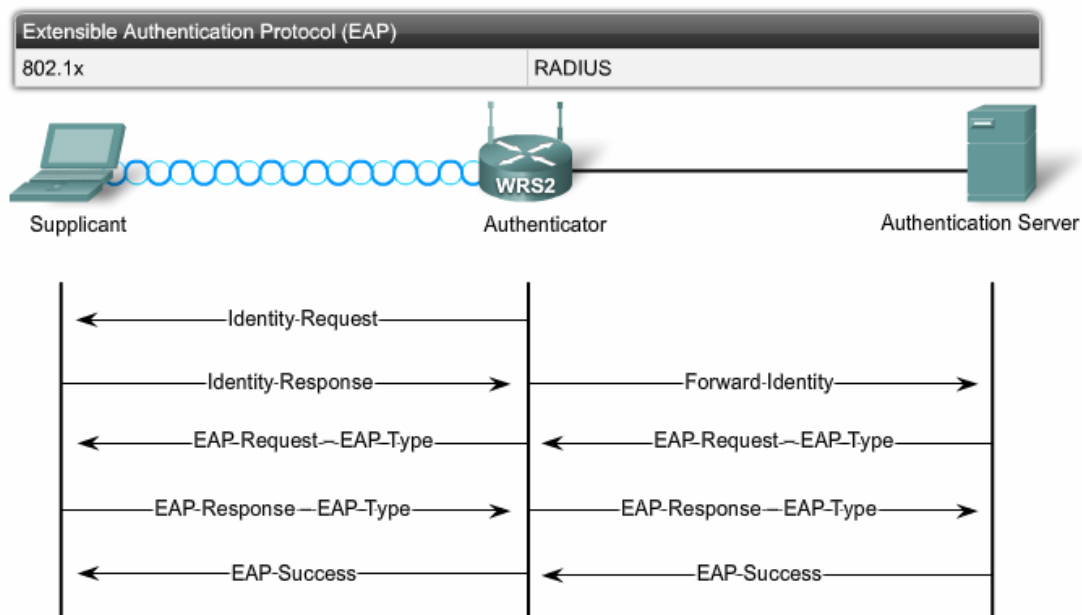 Extensible Authentication Protocol (EAP)
802.1x RADIUS
WRS2
Supplicant Authenticator Authentication Server
Identity-Request
Identity-Response Forward-Identity
EAP-Request-–EAP-Type EAP-Request-–EAP-Type
EAP-Response-–EAP-Type EAP-Response-–EAP-Type
EAP-Success EAP-Success